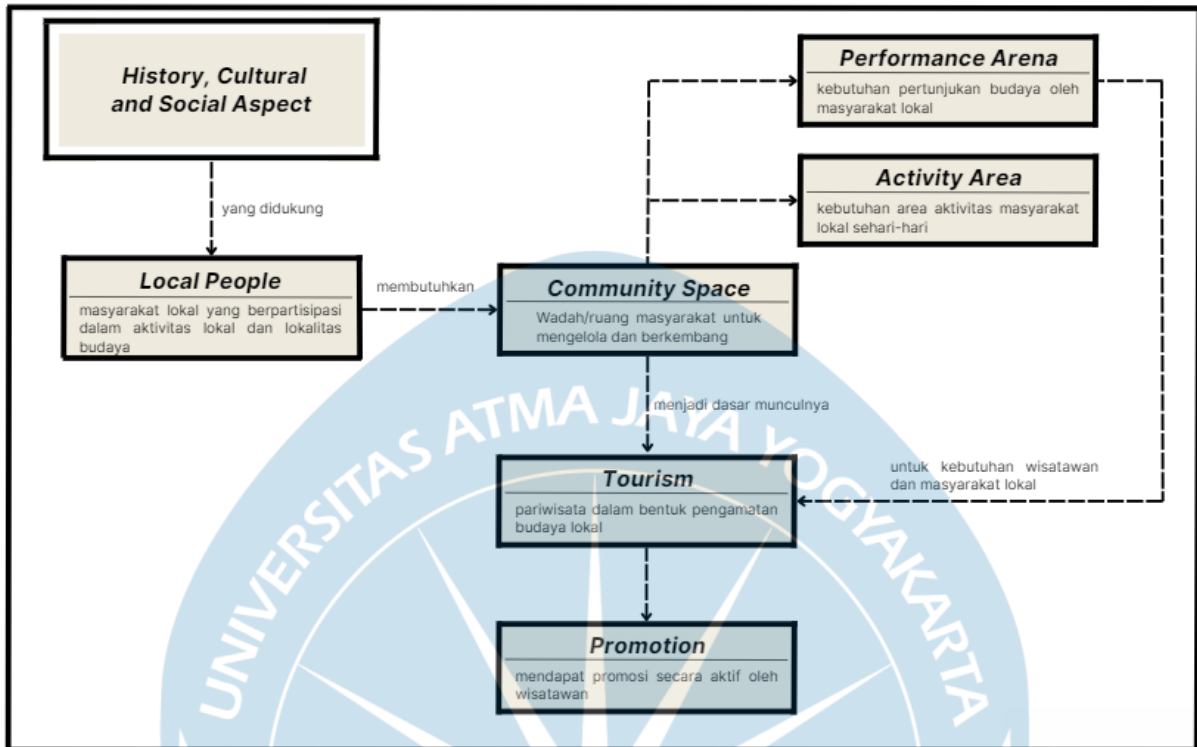 History, Cultural
and Social Aspect
yang didukung
Local People
masyarakat lokal yang berpartisipasi
dalam aktivitas lokal dan lokalitas
budaya
membutuhkan
Community Space
Wadah/ruang masyarakat untuk
mengelola dan berkembang
Performance Arena
kebutuhan pertunjukan budaya oleh
masyarakat lokal
Activity Area
kebutuhan area aktivitas masyarakat
lokal sehari-hari
menjadi dasar munculnya
Tourism
pariwisata dalam bentuk pengamatan
budaya lokal
untuk kebutuhan wisatawan
dan masyarakat lokal
Promotion
mendapat promosi secara aktif oleh
wisatawan
UNIVERSITAS ATMA JAYA YOGYAKARTA